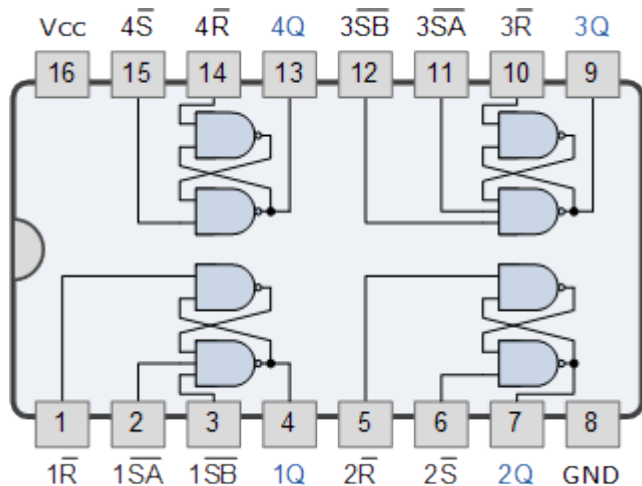 Vcc 4S̅ 4R̅ 4Q 3S̅B̅ 3S̅A̅ 3R̅ 3Q
16 15 14 13 12 11 10 9
1 2 3 4 5 6 7 8
1R̅ 1S̅A̅ 1S̅B̅ 1Q 2R̅ 2S̅ 2Q GND